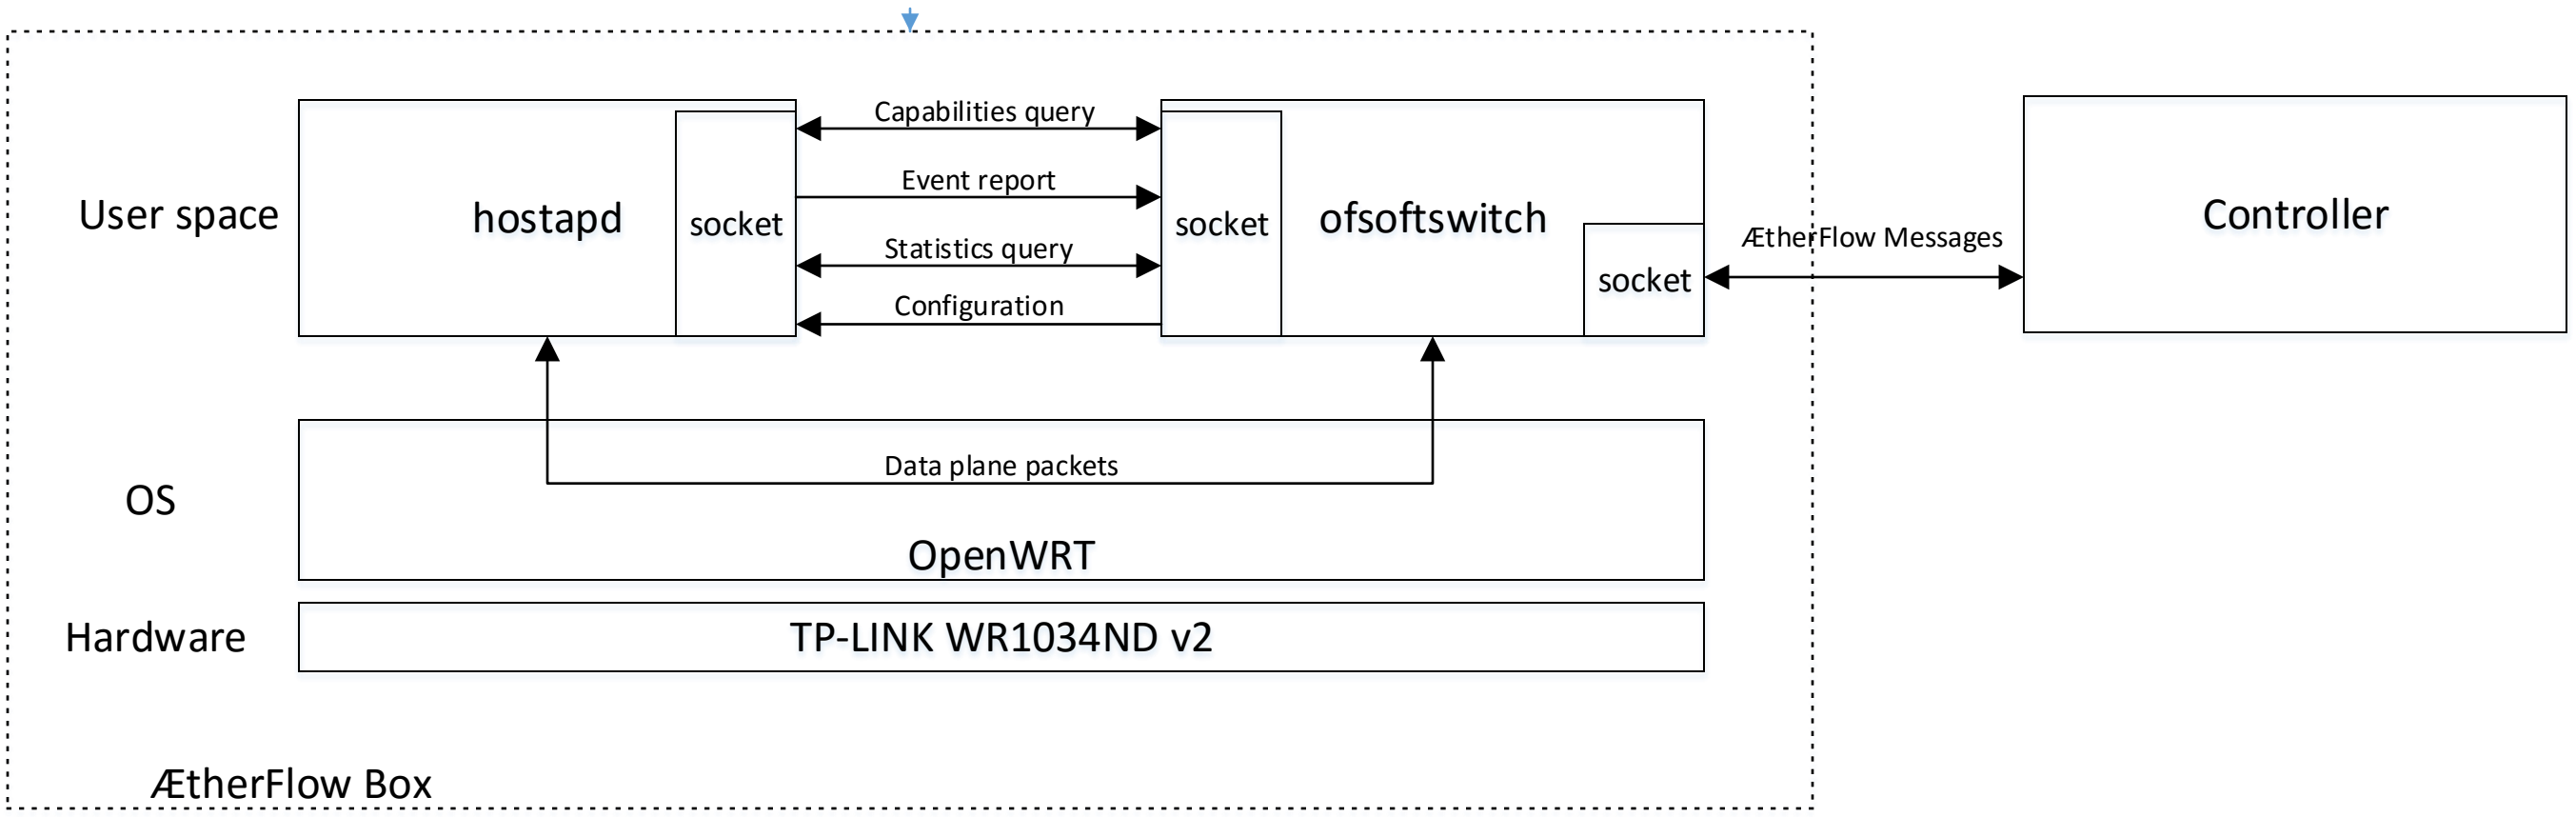 Capabilities query
Event report
User space
hostapd
socket
socket
ofsoftswitch
Controller
ÆtherFlow Messages
Statistics query
socket
Configuration
Data plane packets
OS
OpenWRT
Hardware
TP-LINK WR1034ND v2
ÆtherFlow Box